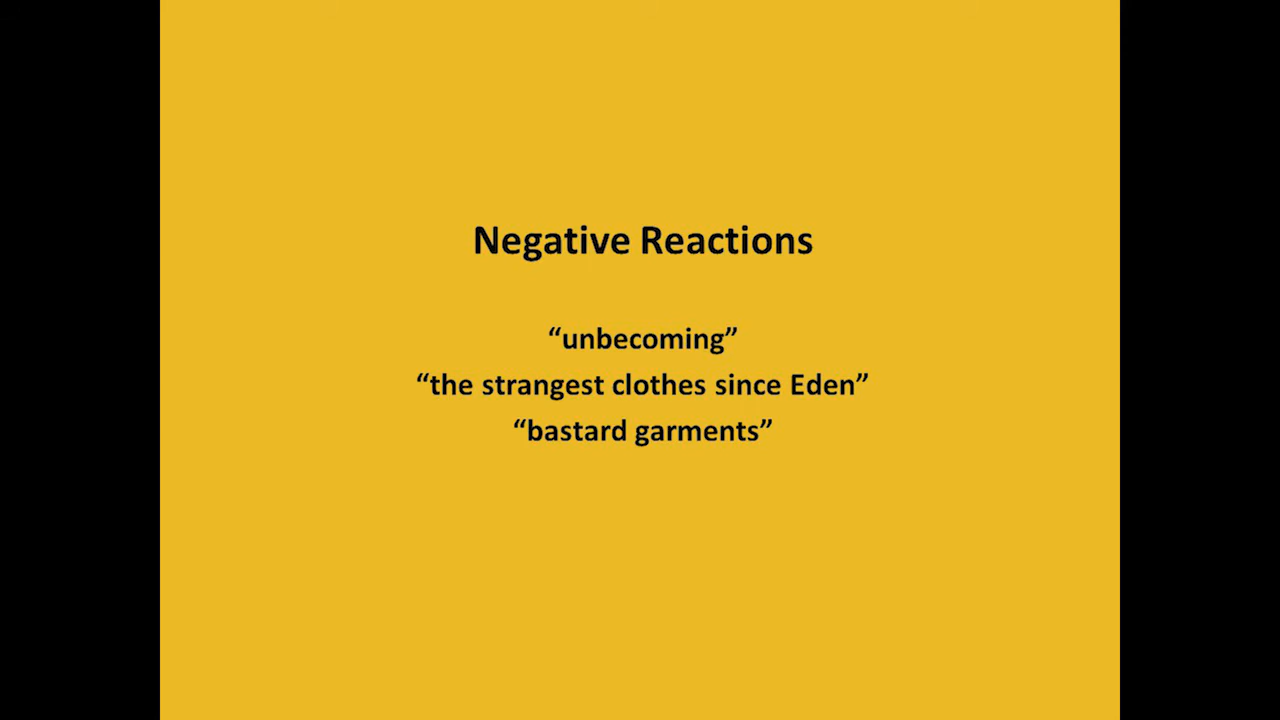 Negative Reactions
“unbecoming”
“the strangest clothes since Eden”
“bastard garments”